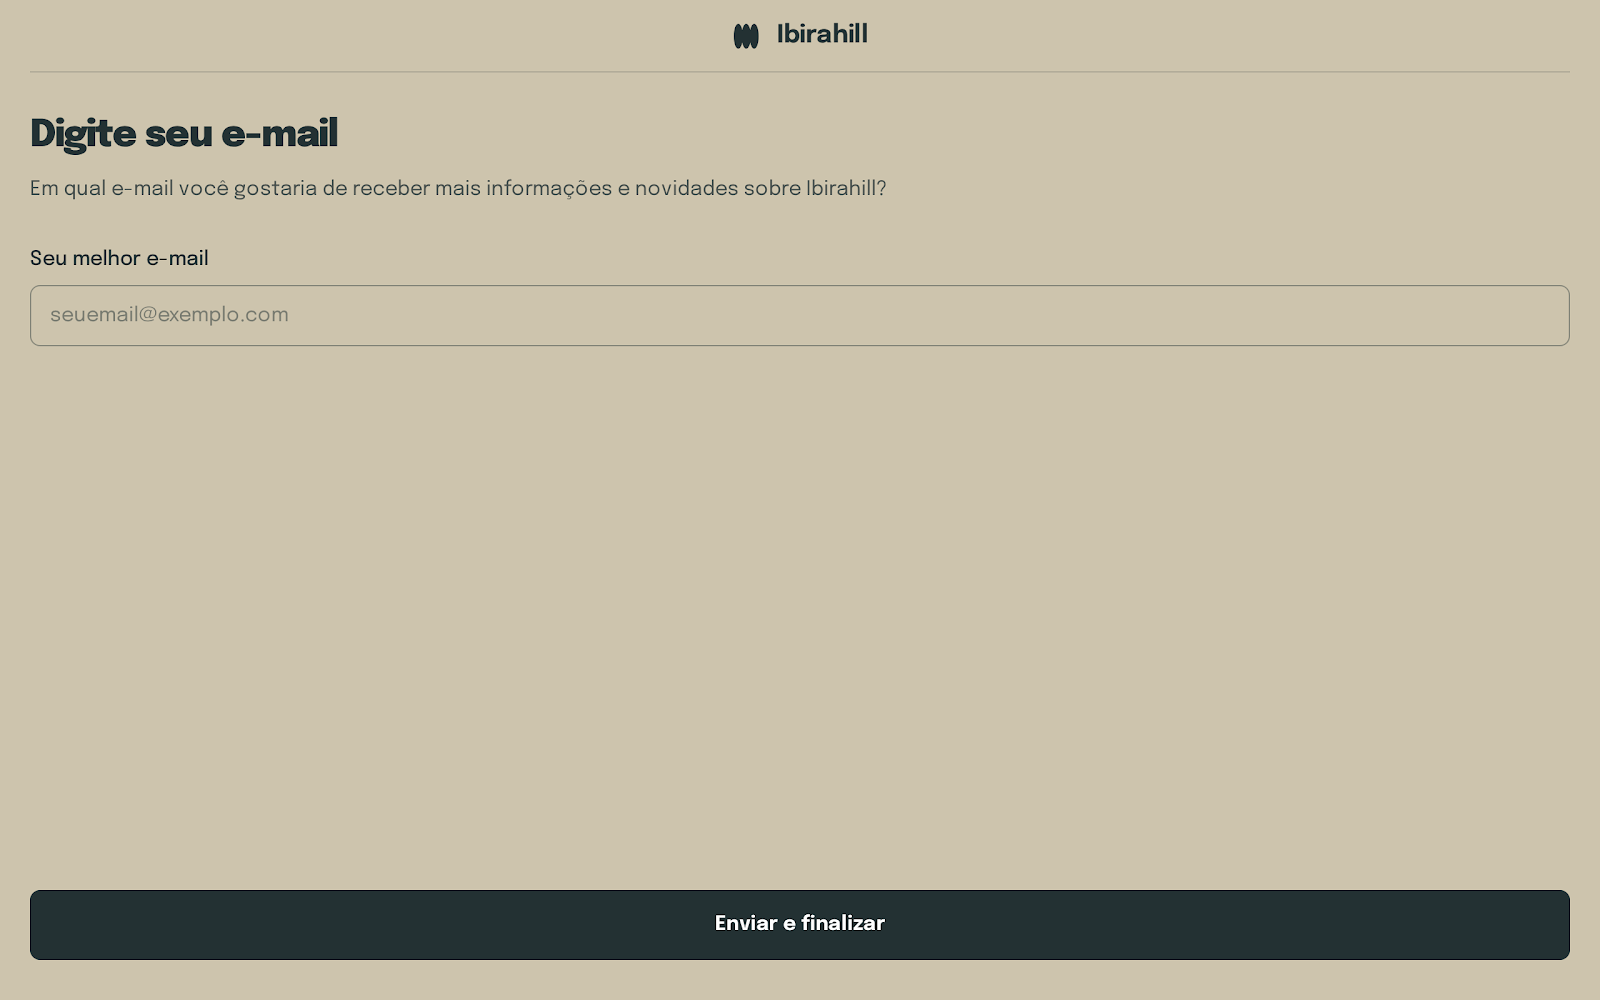 Ibirahill
Digite seu e-mail
Em qual e-mail você gostaria de receber mais informações e novidades sobre Ibirahill?
Seu melhor e-mail
seuemail@exemplo.com
Enviar e finalizar